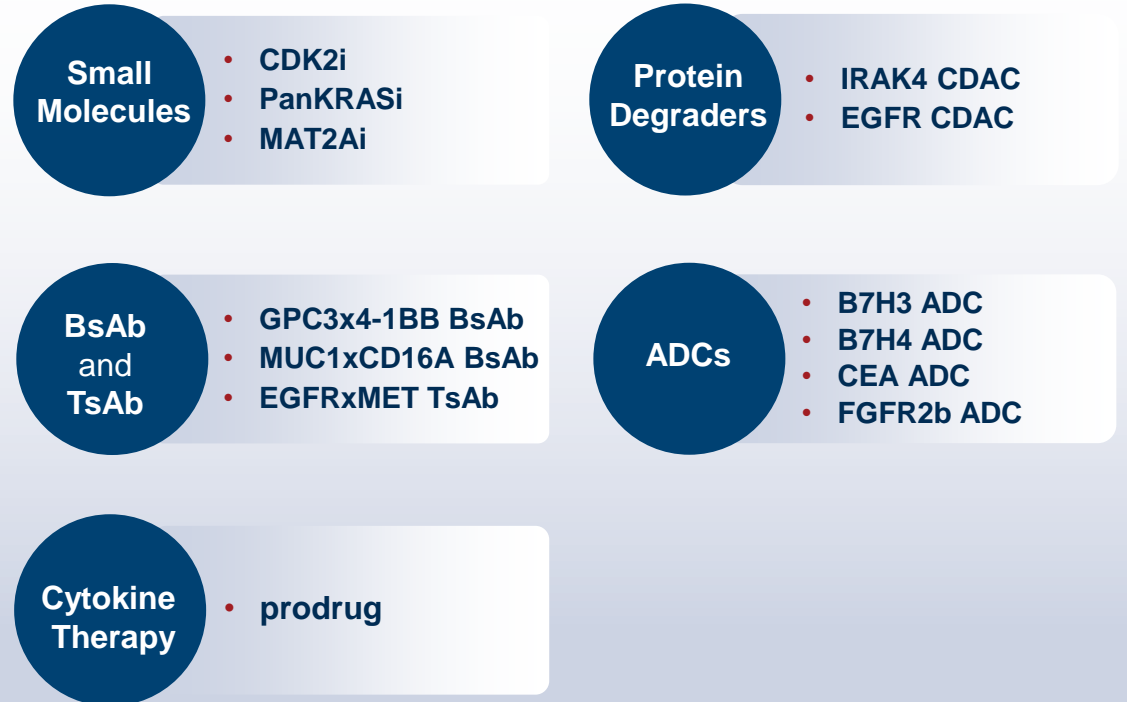 Small
Molecules
• CDK2i
• PanKRASi
• MAT2Ai
Protein
Degraders
• IRAK4 CDAC
• EGFR CDAC
BsAb
and
TsAb
• GPC3x4-1BB BsAb
• MUC1xCD16A BsAb
• EGFRxMET TsAb
ADCs
• B7H3 ADC
• B7H4 ADC
• CEA ADC
• FGFR2b ADC
Cytokine
Therapy
• prodrug